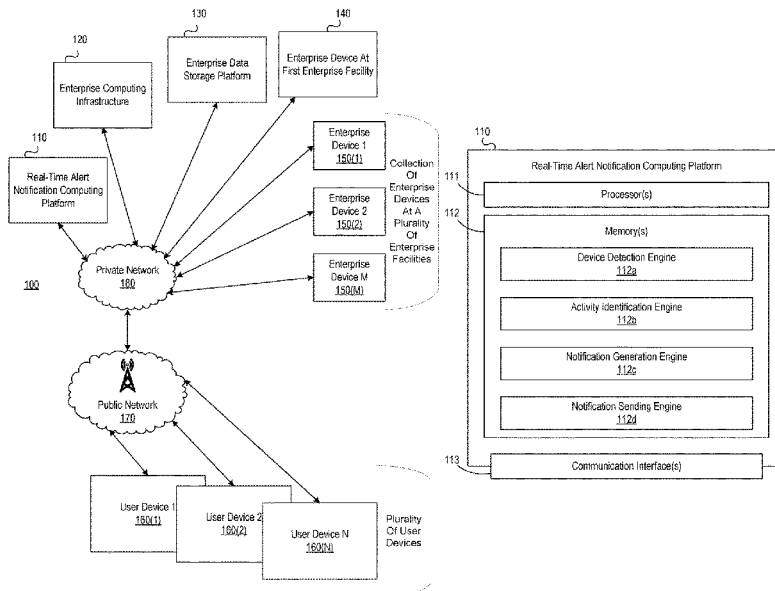 130
140
120
Enterprise Data
Storage Platform
Enterprise Device At
First Enterprise Facility
Enterprise Computing
Infrastructure
110
Real-Time Alert
Notification Computing
Platform
Enterprise
Device 1
150(1)
Enterprise
Device 2
150(2)
Enterprise
Device M
150(M)
Collection
Of
Enterprise
Devices
At A
Plurality
Of
Enterprise
Facilities
Private Network
180
100
Public Network
170
User Device 1
160(1)
User Device 2
160(2)
User Device N
160(N)
Plurality
Of User
Devices
110
Real-Time Alert Notification Computing Platform
111
Processor(s)
112
Memory(s)
Device Detection Engine
112a
Activity Identification Engine
112b
Notification Generation Engine
112c
Notification Sending Engine
112d
113
Communication Interface(s)